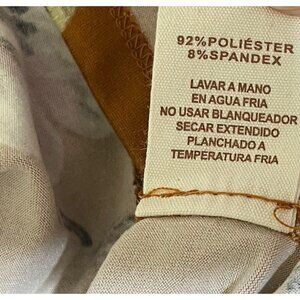 92%POLIÉSTER
8%SPANDEX
LAVAR A MANO
EN AGUA FRIA
NO USAR BLANQUEADOR
SECAR EXTENDIDO
PLANCHADO A
TEMPERATURA FRIA